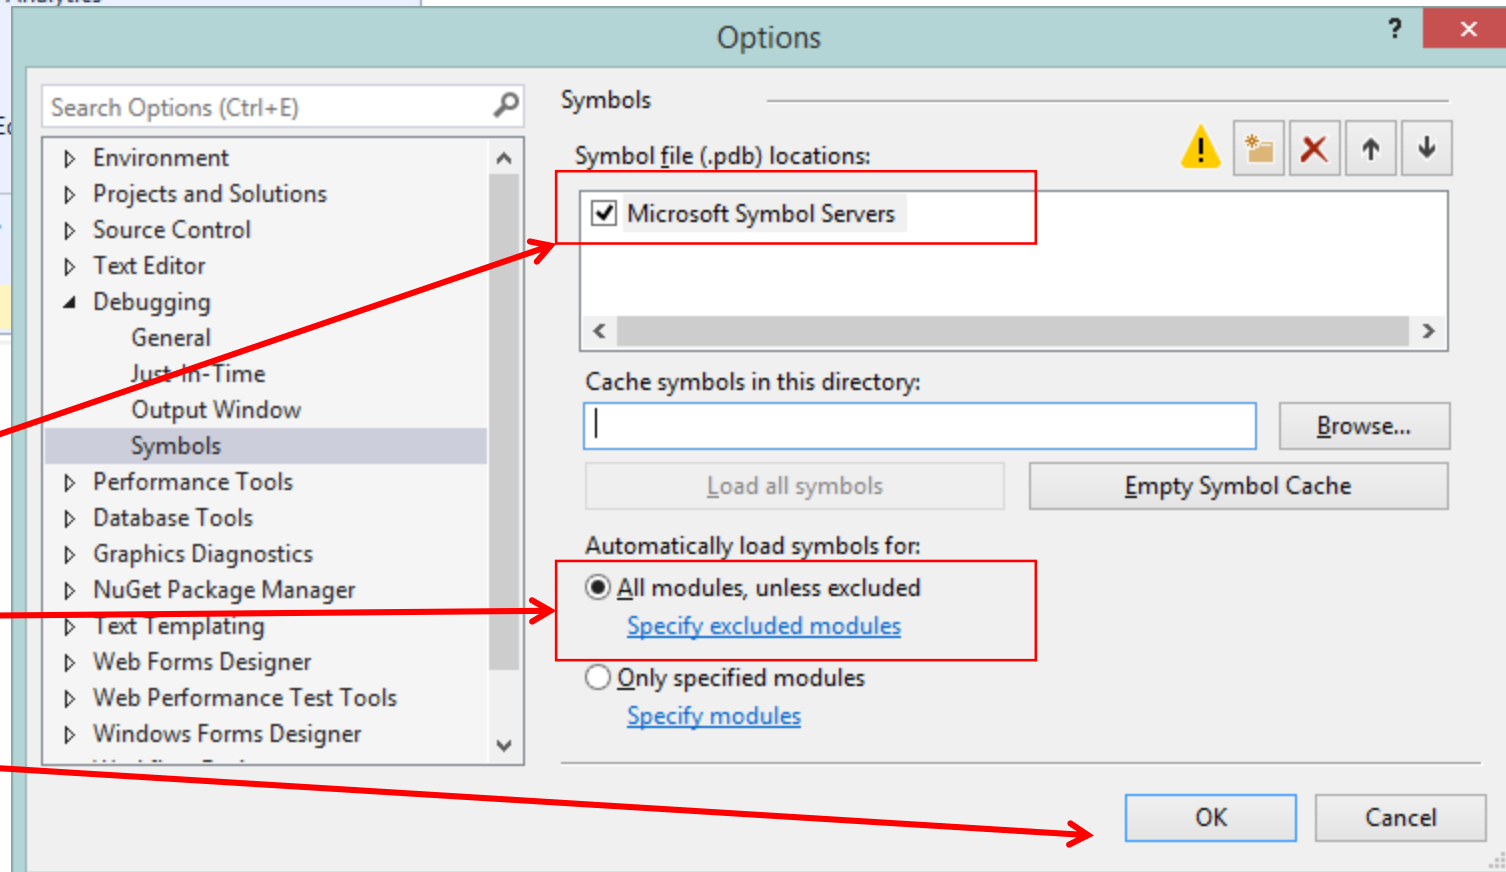 Options
?
Search Options (Ctrl+E)
Environment
Projects and Solutions
Source Control
Text Editor
Debugging
General
Just-In-Time
Output Window
Symbols
Performance Tools
Database Tools
Graphics Diagnostics
NuGet Package Manager
Text Templating
Web Forms Designer
Web Performance Test Tools
Windows Forms Designer
Symbols
Symbol file (.pdb) locations:
Microsoft Symbol Servers
Cache symbols in this directory:
Browse...
Load all symbols
Empty Symbol Cache
Automatically load symbols for:
All modules, unless excluded
Specify excluded modules
Only specified modules
Specify modules
OK
Cancel